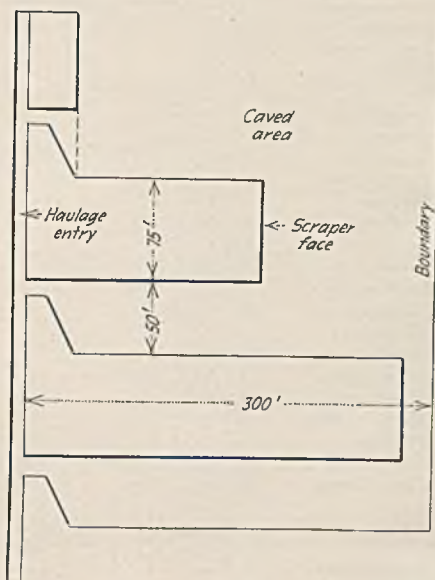 Caved
area
Haulage
entry
75'
Scraper
face
Boundary
50'
300'